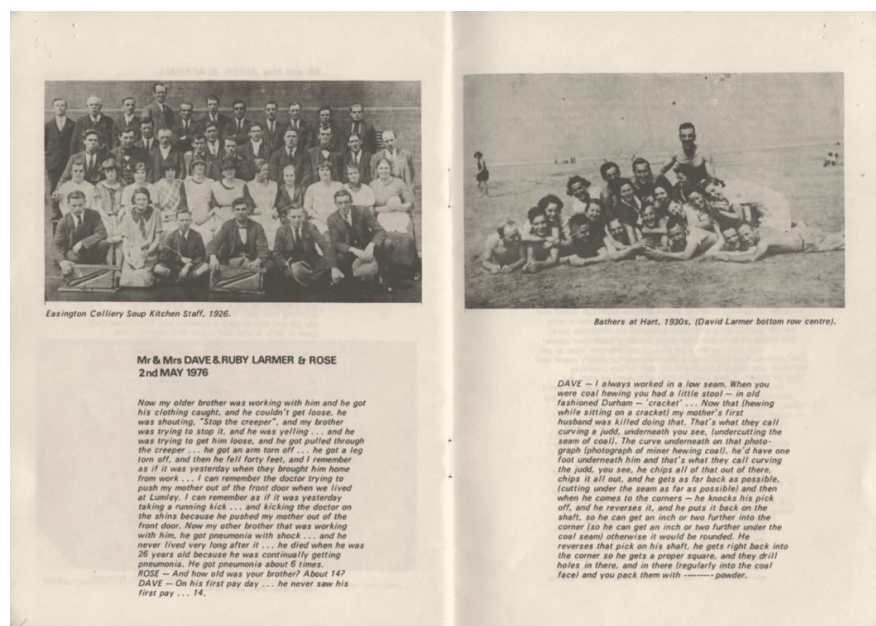 Easington Colliery Soup Kitchen Staff, 1926.
Mr & Mrs DAVE & RUBY LARMER & ROSE
2nd MAY 1976
Now my older brother was working with him and he got
his clothing caught, and he couldn't get loose, he
was shouting, "Stop the creeper", and my brother
was trying to stop it, and he was yelling . . . and he
was trying to get him loose, and he got pulled through
the creeper . . . he got an arm torn off . . . he got a leg
torn off, and then he fell forty feet, and I remember
as if it was yesterday when they brought him home
from work . . . I can remember the doctor trying to
push my mother out of the front door when we lived
at Lumley. I can remember as if it was yesterday
taking a running kick . . . and kicking the doctor on
the shins because he pushed my mother out of the
front door. Now my other brother that was working
with him, he got pneumonia with shock . . . and he
never lived very long after it . . . he died when he was
26 years old because he was continually getting
pneumonia. He got pneumonia about 6 times.
ROSE – And how old was your brother? About 14?
DAVE – On his first pay day . . . he never saw his
first pay . . . 14.
Bathers at Hart, 1930s, (David Larmer bottom row centre).
DAVE – I always worked in a low seam. When you
were coal hewing you had a little stool – in old
fashioned Durham – 'cracket' . . . Now that (hewing
while sitting on a cracket) my mother's first
husband was killed doing that. That's what they call
curving a judd, underneath you see, (undercutting the
seam of coal). The curve underneath on that photo-
graph (photograph of miner hewing coal), he'd have one
foot underneath him and that's what they call curving
the judd, you see, he chips all of that out of there,
chips it all out, and he gets as far back as possible,
(cutting under the seam as far as possible) and then
when he comes to the corners – he knocks his pick
off, and he reverses it, and he puts it back on the
shaft, so he can get an inch or two further into the
corner (so he can get an inch or two further under the
coal seam) otherwise it would be rounded. He
reverses that pick on his shaft, he gets right back into
the corner so he gets a proper square, and they drill
holes in there, and in there (regularly into the coal
face) and you pack them with --------- powder.